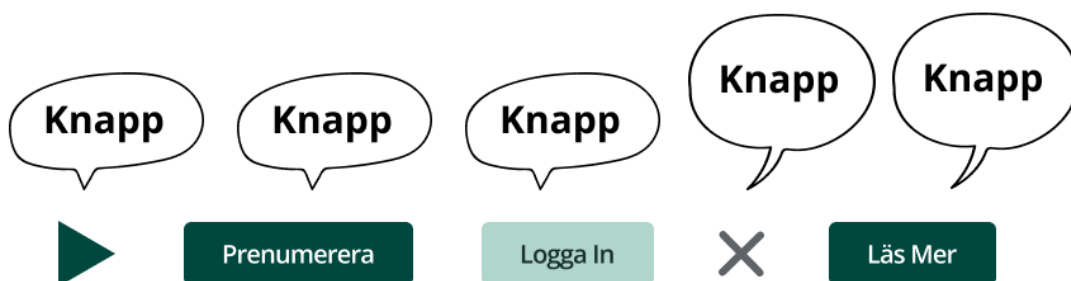 Knapp
Knapp
Knapp
Knapp
Knapp
Prenumerera
Logga In
Läs Mer